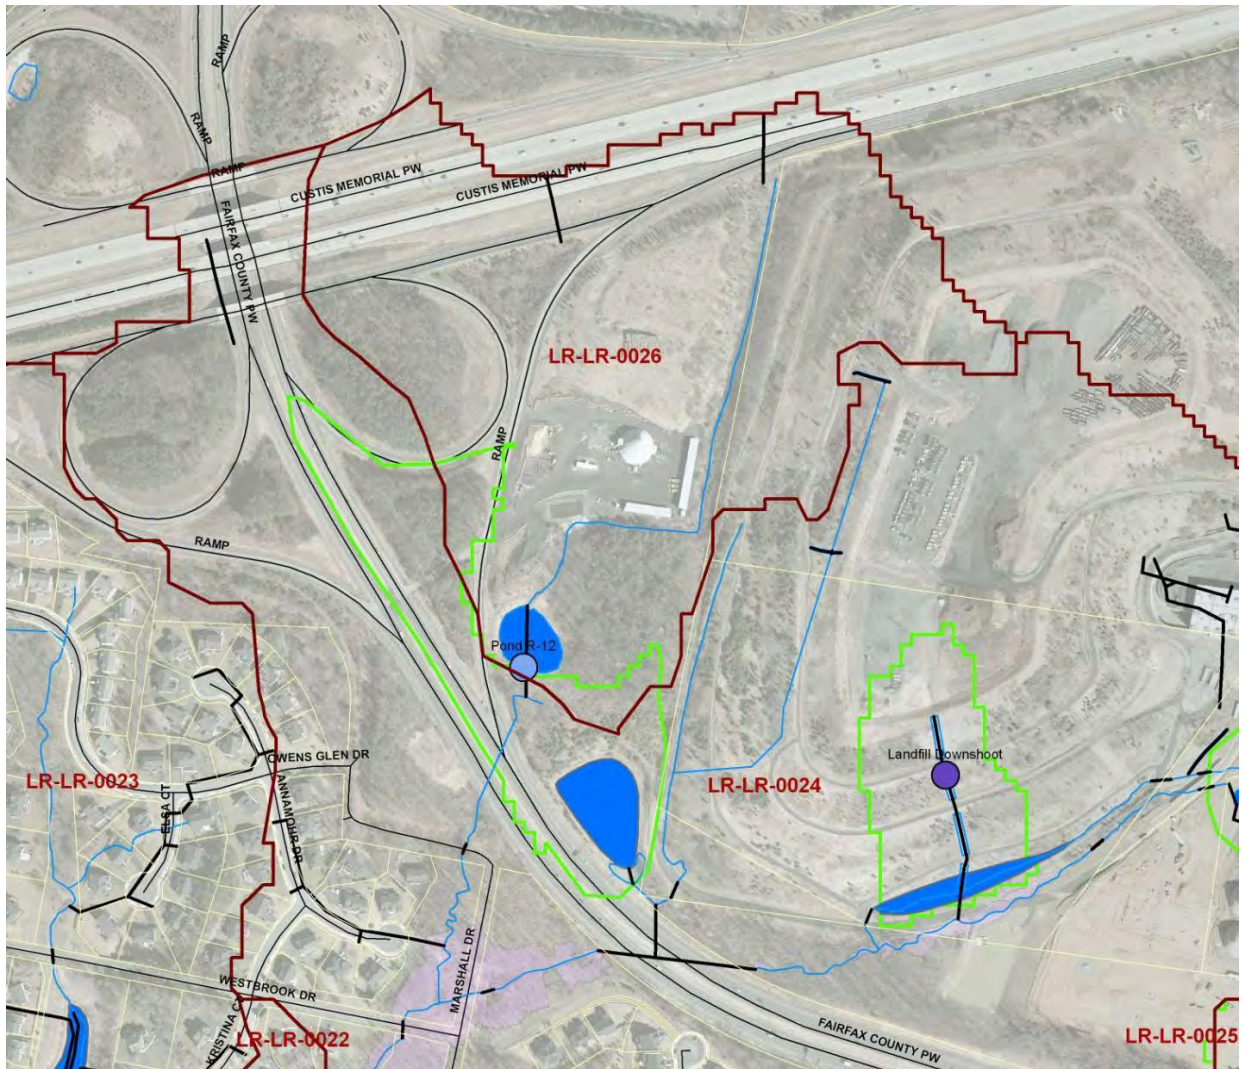 RAMP
RAMP
RAMP
CUSTIS MEMORIAL PW
CUSTIS MEMORIAL PW
FAIRFAX COUNTY PW
LR-LR-0026
RAMP
RAMP
Pond R-12
OWENS GLEN DR
Landfill Downshoot
LR-LR-0023
LR-LR-0024
ELSA CT
ANNAMOHR DR
MARSHALL DR
WESTBROOK DR
KRISTINA CT
LR-LR-0022
FAIRFAX COUNTY PW
LR-LR-0025